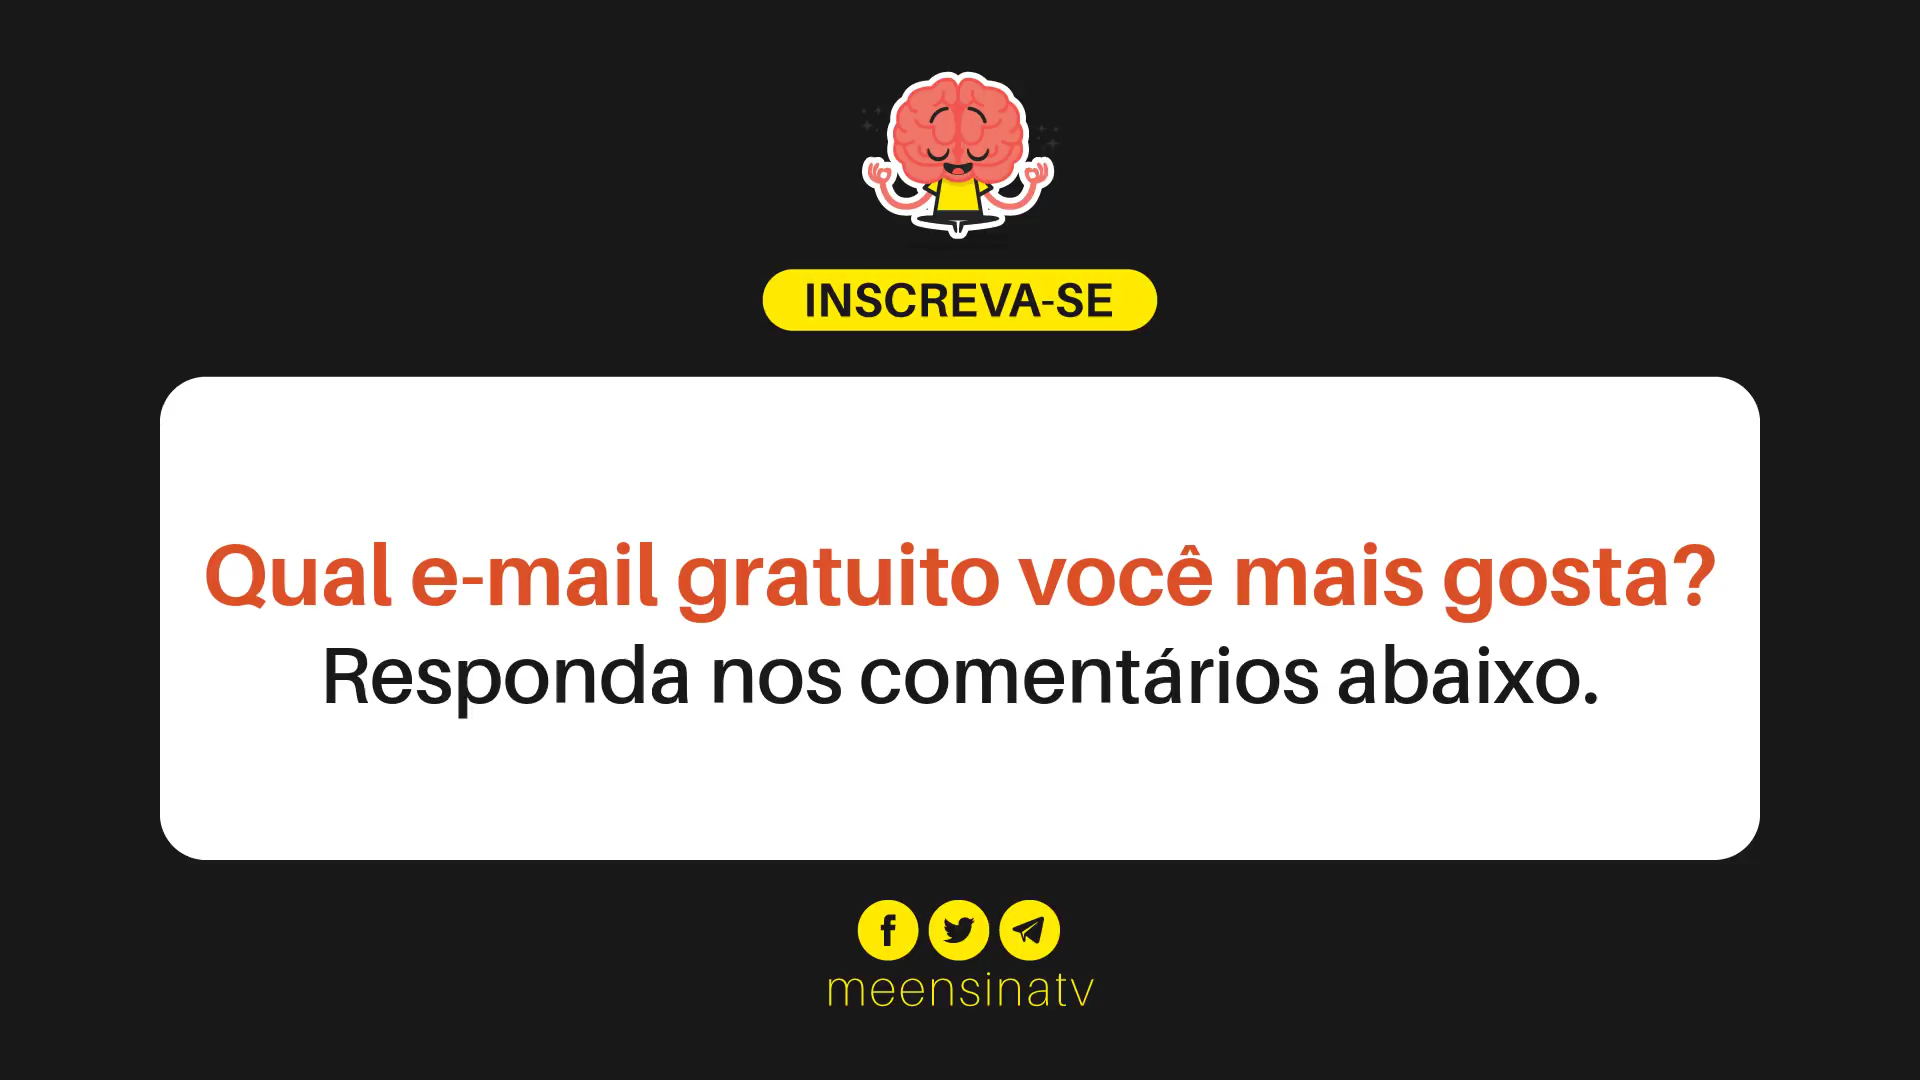 INSCREVA-SE
Qual e-mail gratuito você mais gosta?
Responda nos comentários abaixo.
meensinatv